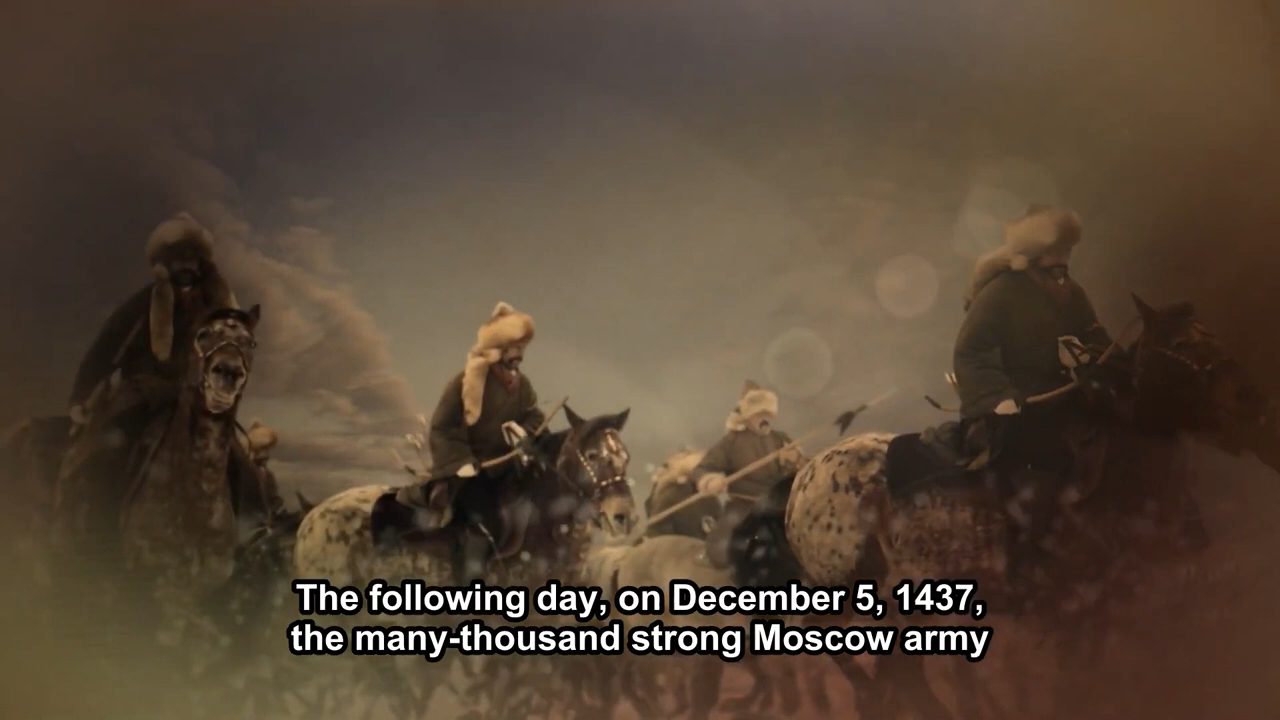 The following day, on December 5, 1437,
the many-thousand strong Moscow army